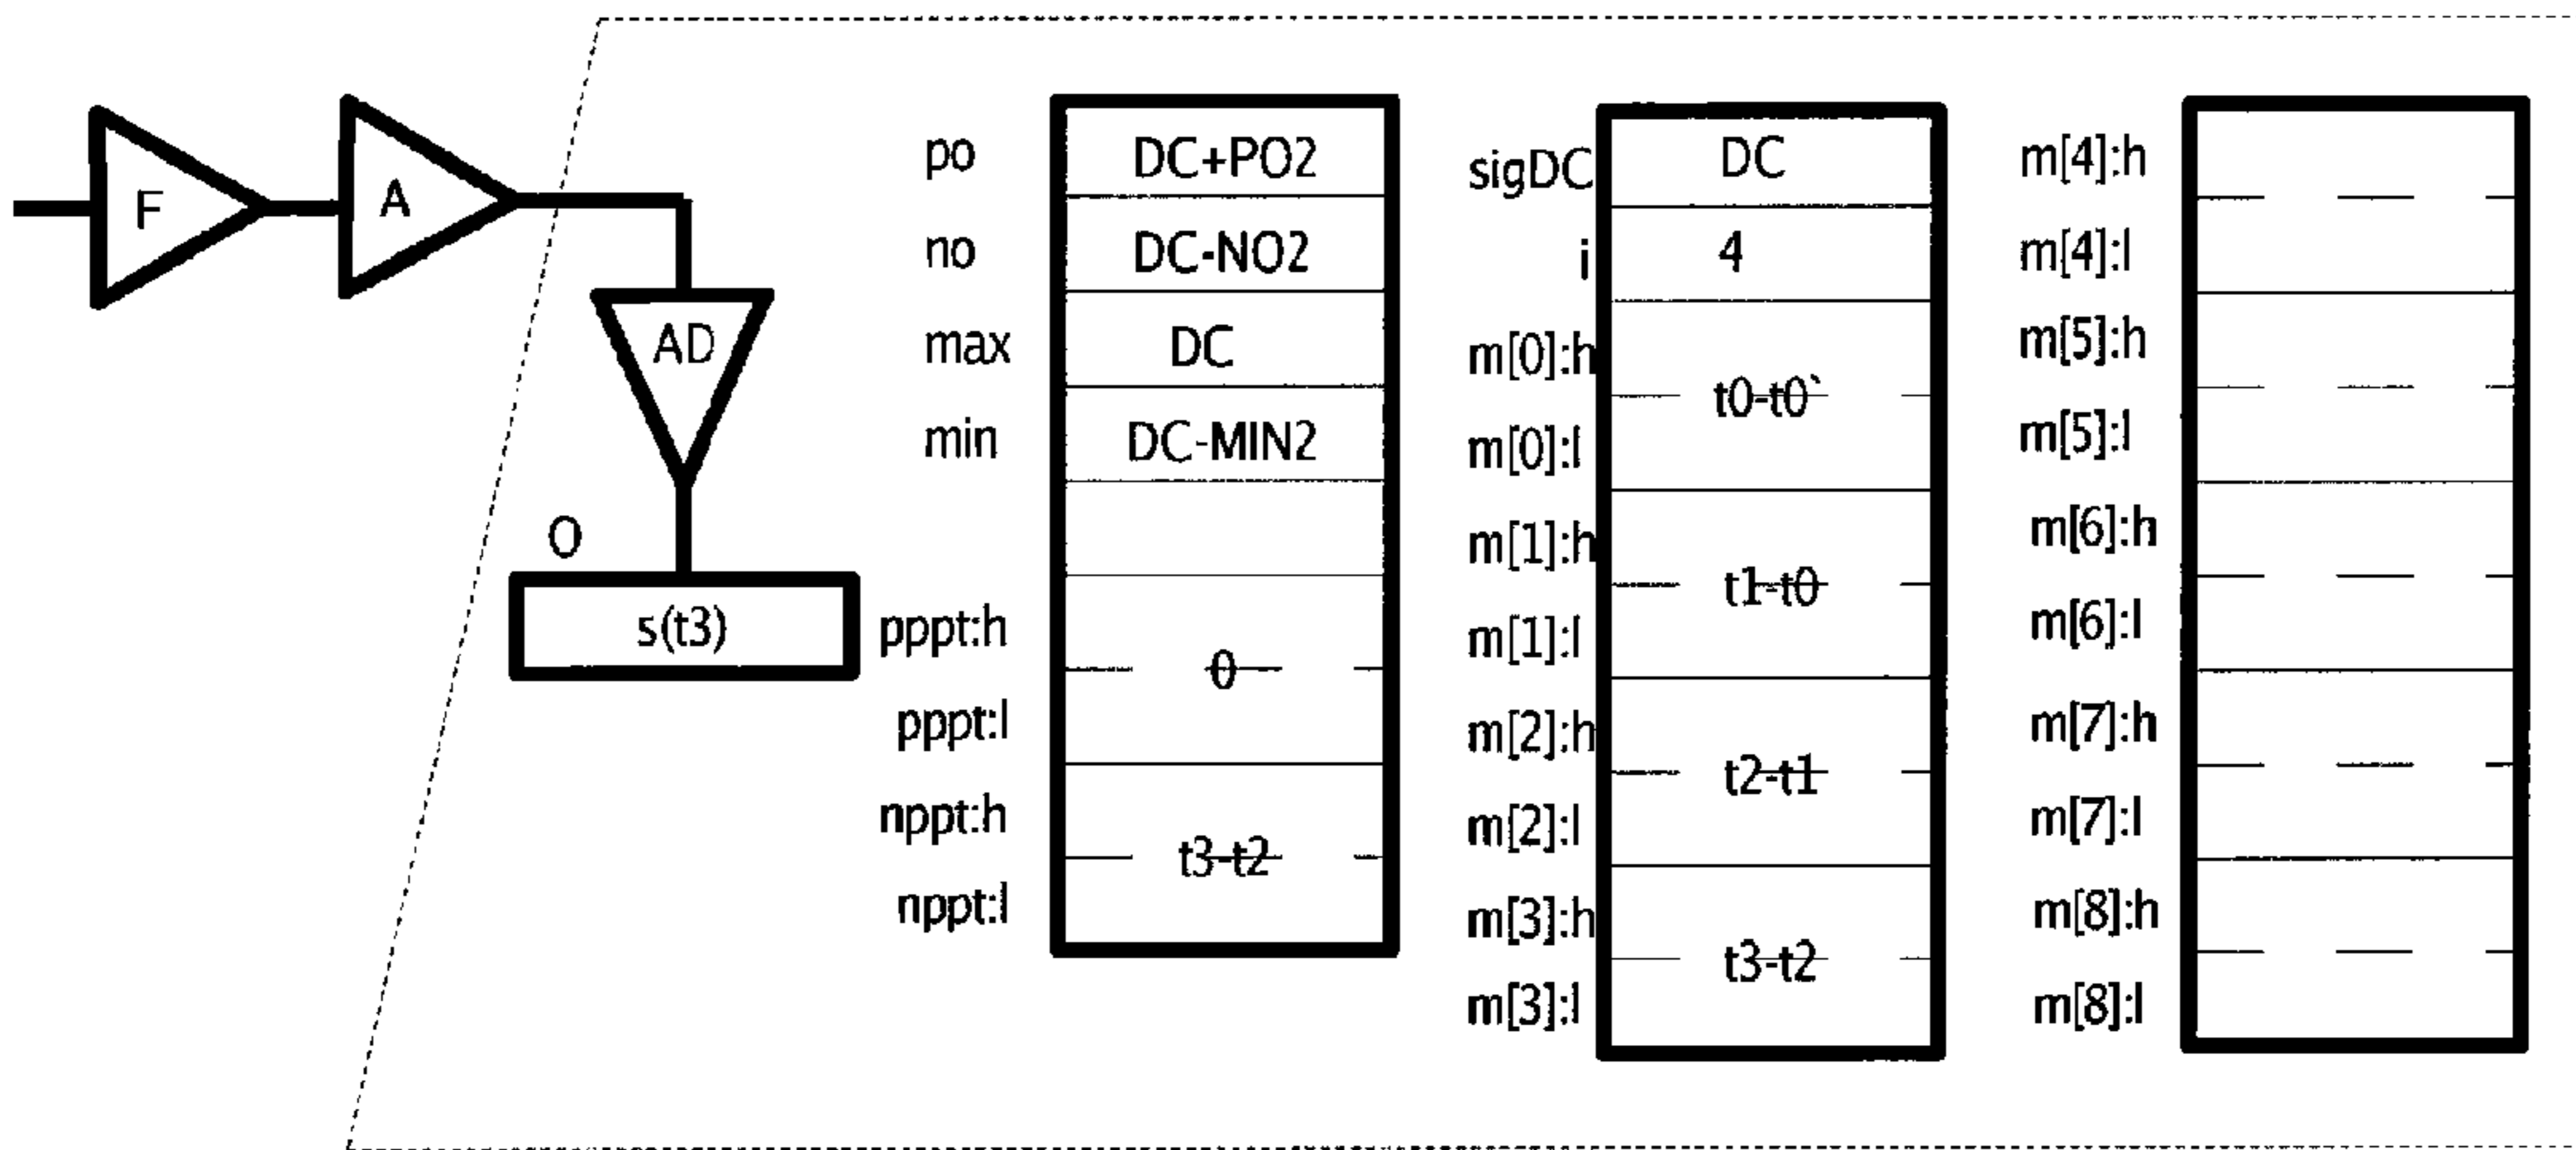 F
A
AD
O
s(t3)
po
DC+PO2
no
DC-NO2
max
DC
min
DC-MIN2
pppt:h
0
pppt:l
nppt:h
t3-t2
nppt:l
sigDC
DC
i
4
m[0]:h
t0-t0`
m[0]:l
m[1]:h
t1-t0
m[1]:l
m[2]:h
t2-t1
m[2]:l
m[3]:h
t3-t2
m[3]:l
m[4]:h
m[4]:l
m[5]:h
m[5]:l
m[6]:h
m[6]:l
m[7]:h
m[7]:l
m[8]:h
m[8]:l